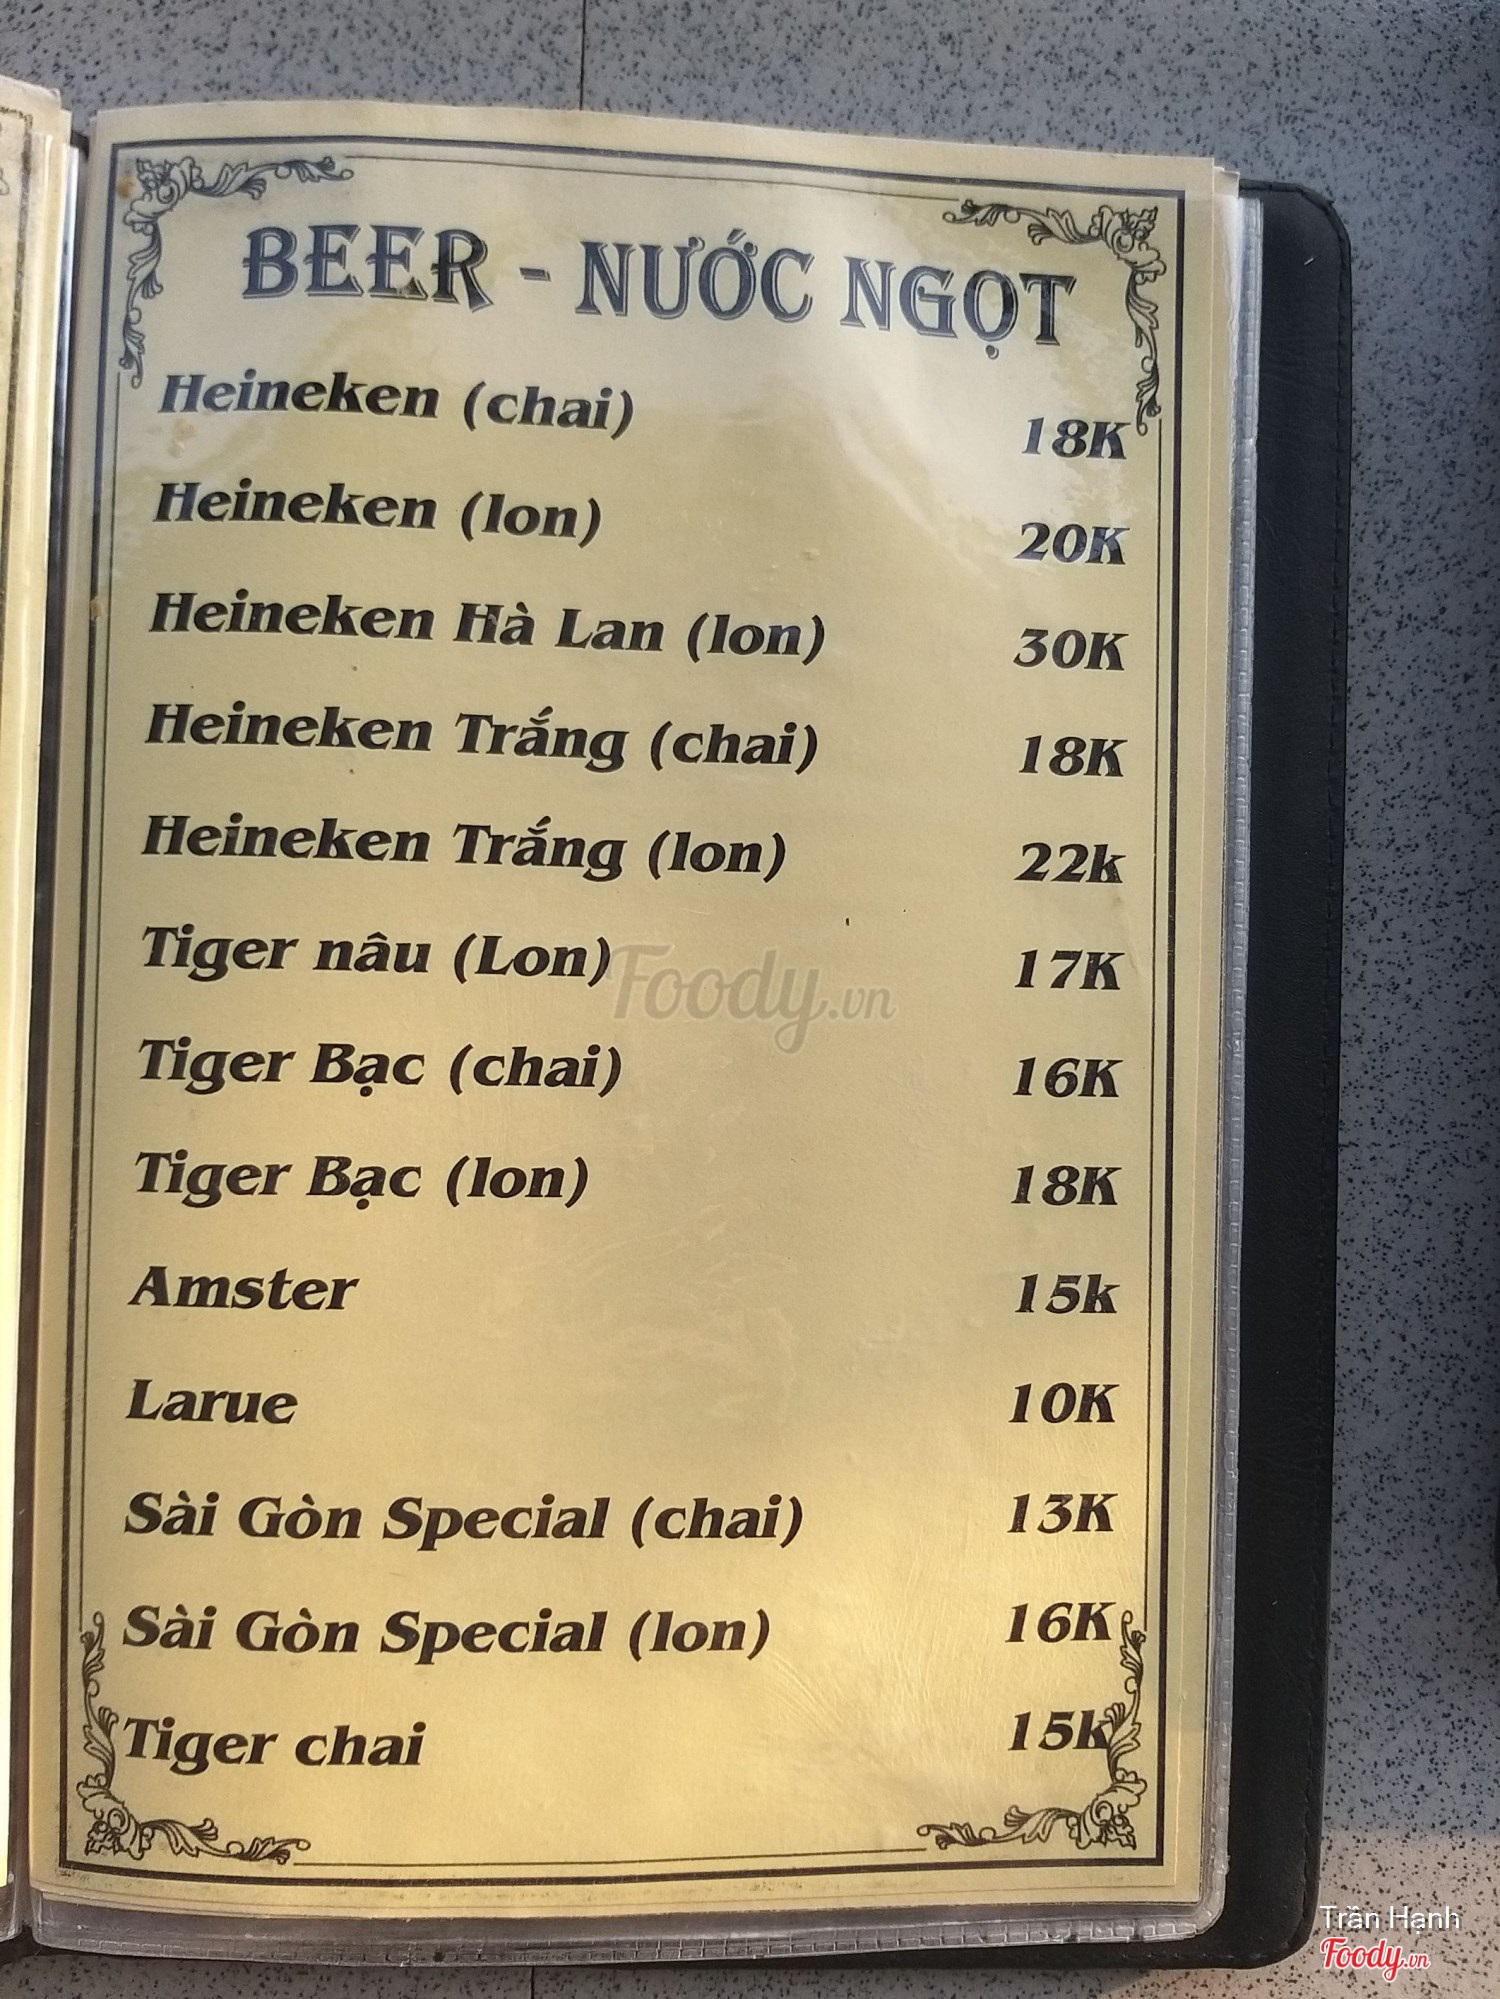 BEER - NƯỚC NGỌT
Heineken (chai) 18K
Heineken (lon) 20K
Heineken Hà Lan (lon) 30K
Heineken Trắng (chai) 18K
Heineken Trắng (lon) 22k
Tiger nâu (Lon) 17K
Foody.vn
Tiger Bạc (chai) 16K
Tiger Bạc (lon) 18K
Amster 15k
Larue 10K
Sài Gòn Special (chai) 13K
Sài Gòn Special (lon) 16K
Tiger chai 15k
Trần Hạnh
Foody.vn